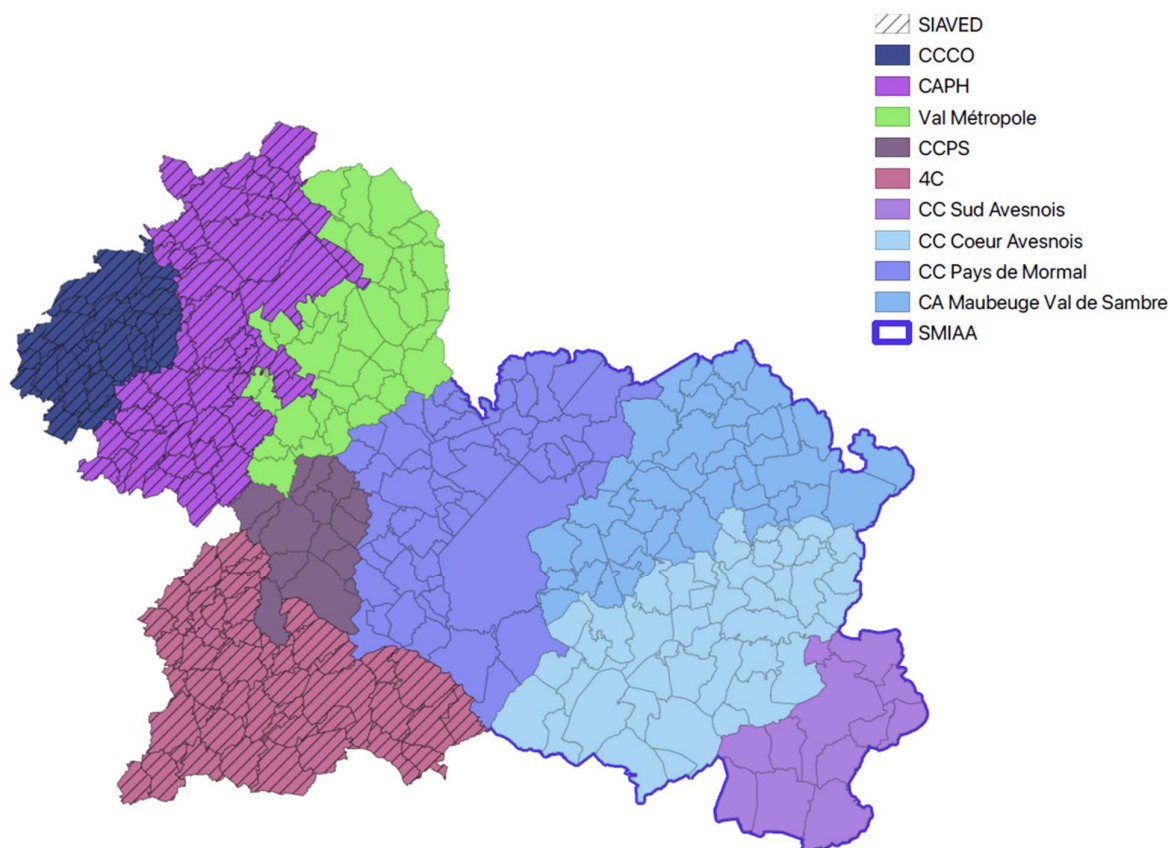 SIAVED
CCCO
CAPH
Val Métropole
CCPS
4C
CC Sud Avesnois
CC Coeur Avesnois
CC Pays de Mormal
CA Maubeuge Val de Sambre
SMIAA